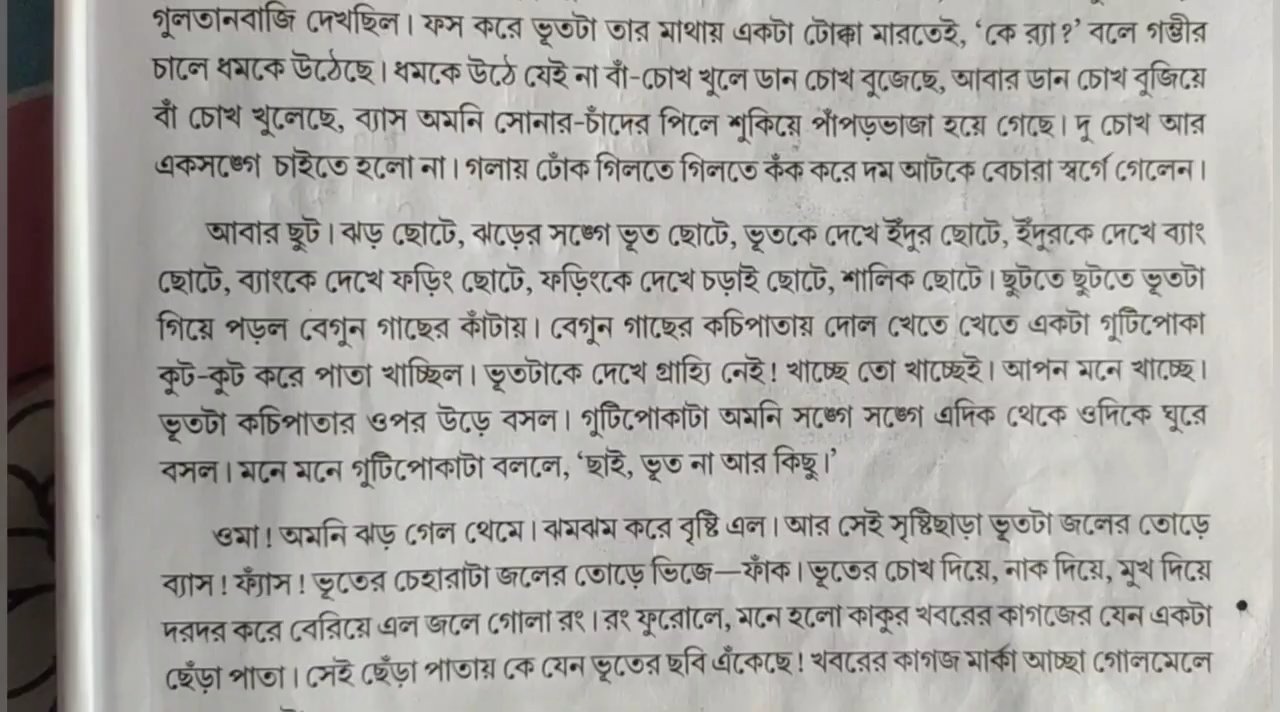 গুলতানবাজি দেখছিল। ফস করে ভূতটা তার মাথায় একটা টোক্কা মারতেই, ‘কে র‍্যা?’ বলে গম্ভীর
চালে ধমকে উঠেছে। ধমকে উঠে যেই না বাঁ-চোখ খুলে ডান চোখ বুজেছে, আবার ডান চোখ বুজিয়ে
বাঁ চোখ খুলেছে, ব্যাস অমনি সোনার-চাঁদের পিলে শুকিয়ে পাঁপড়ভাজা হয়ে গেছে। দু চোখ আর
একসঙ্গে চাইতে হলো না। গলায় ঢোঁক গিলতে গিলতে কঁক করে দম আটকে বেচারা স্বর্গে গেলেন।
আবার ছুট। ঝড় ছোটে, ঝড়ের সঙ্গে ভূত ছোটে, ভূতকে দেখে ইঁদুর ছোটে, ইঁদুরকে দেখে ব্যাং
ছোটে, ব্যাংকে দেখে ফড়িং ছোটে, ফড়িংকে দেখে চড়াই ছোটে, শালিক ছোটে। ছুটতে ছুটতে ভূতটা
গিয়ে পড়ল বেগুন গাছের কাঁটায়। বেগুন গাছের কচিপাতায় দোল খেতে খেতে একটা গুটিপোকা
কুট-কুট করে পাতা খাচ্ছিল। ভূতটাকে দেখে গ্রাহ্যি নেই! খাচ্ছে তো খাচ্ছেই। আপন মনে খাচ্ছে।
ভূতটা কচিপাতার ওপর উড়ে বসল। গুটিপোকাটা অমনি সঙ্গে সঙ্গে এদিক থেকে ওদিকে ঘুরে
বসল। মনে মনে গুটিপোকাটা বললে, ‘ছাই, ভূত না আর কিছু।’
ওমা! অমনি ঝড় গেল থেমে। ঝমঝম করে বৃষ্টি এল। আর সেই সৃষ্টিছাড়া ভূতটা জলের তোড়ে
ব্যাস! ফ্যাঁস! ভূতের চেহারাটা জলের তোড়ে ভিজে—ফাঁক। ভূতের চোখ দিয়ে, নাক দিয়ে, মুখ দিয়ে
দরদর করে বেরিয়ে এল জলে গোলা রং। রং ফুরোলে, মনে হলো কাকুর খবরের কাগজের যেন একটা
ছেঁড়া পাতা। সেই ছেঁড়া পাতায় কে যেন ভূতের ছবি এঁকেছে! খবরের কাগজ মার্কা আচ্ছা গোলমেলে